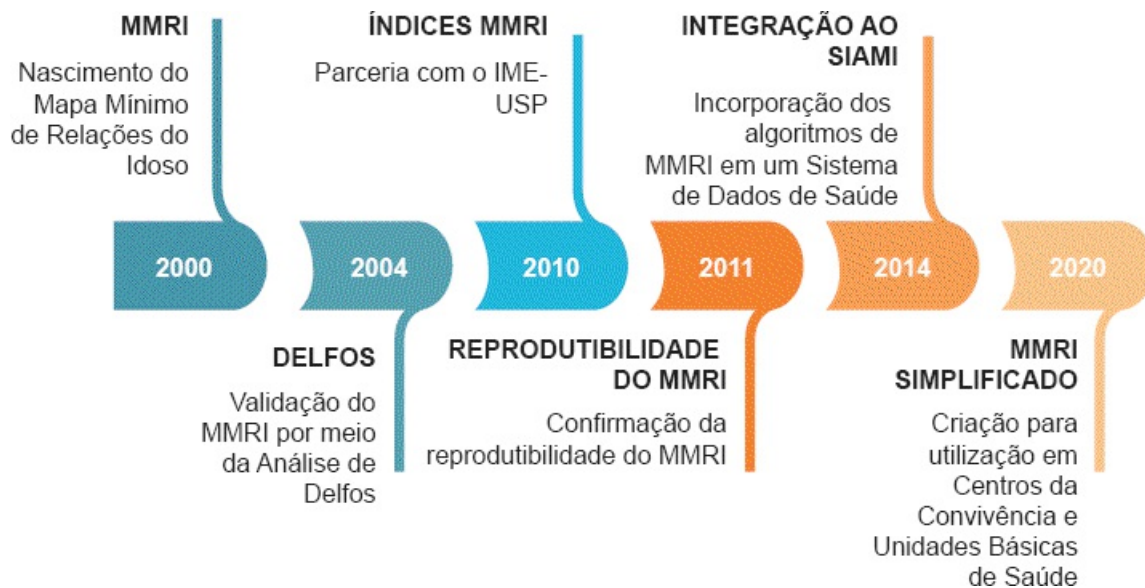 MMRI
Nascimento do
Mapa Mínimo
de Relações do
Idoso
ÍNDICES MMRI
Parceria com o IME-
USP
INTEGRAÇÃO AO
SIAMI
Incorporação dos
algoritmos de
MMRI em um Sistema
de Dados de Saúde
2000
2004
2010
2011
2014
2020
DELFOS
Validação do
MMRI por meio
da Análise de
Delfos
REPRODUTIBILIDADE
DO MMRI
Confirmação da
reprodutibilidade do MMRI
MMRI
SIMPLIFICADO
Criação para
utilização em
Centros da
Convivência e
Unidades Básicas
de Saúde